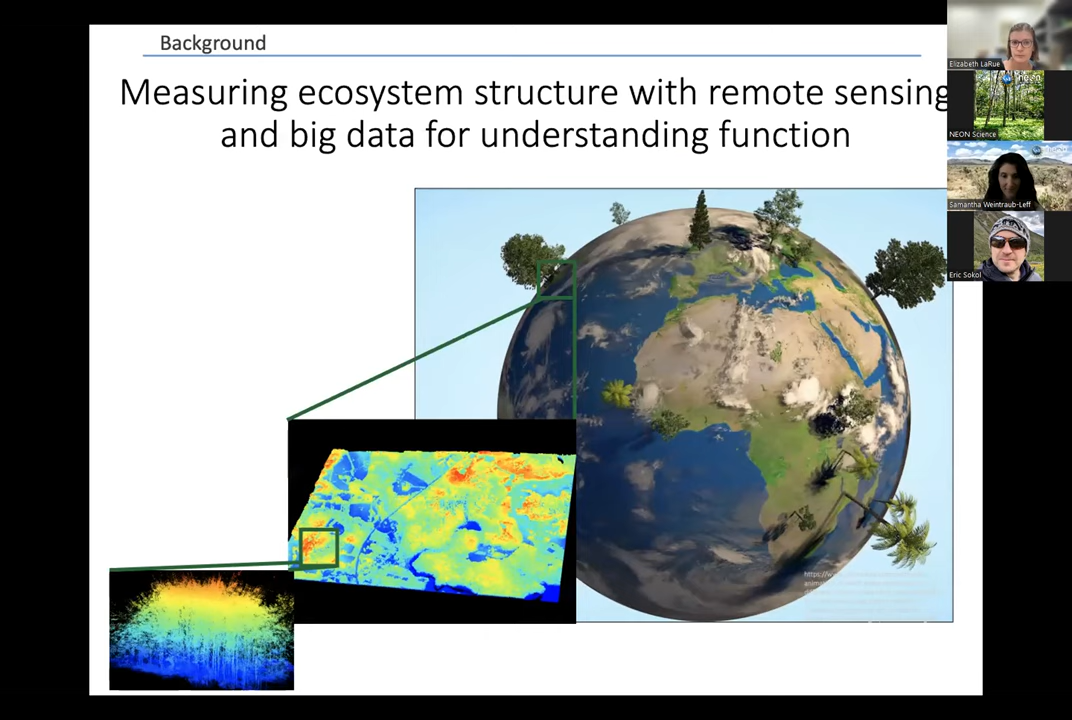 Background
Measuring ecosystem structure with remote sensing
and big data for understanding function
Elizabeth LaRue
neon
NEON Science
Samantha Weintraub-Leff
Eric Sokol